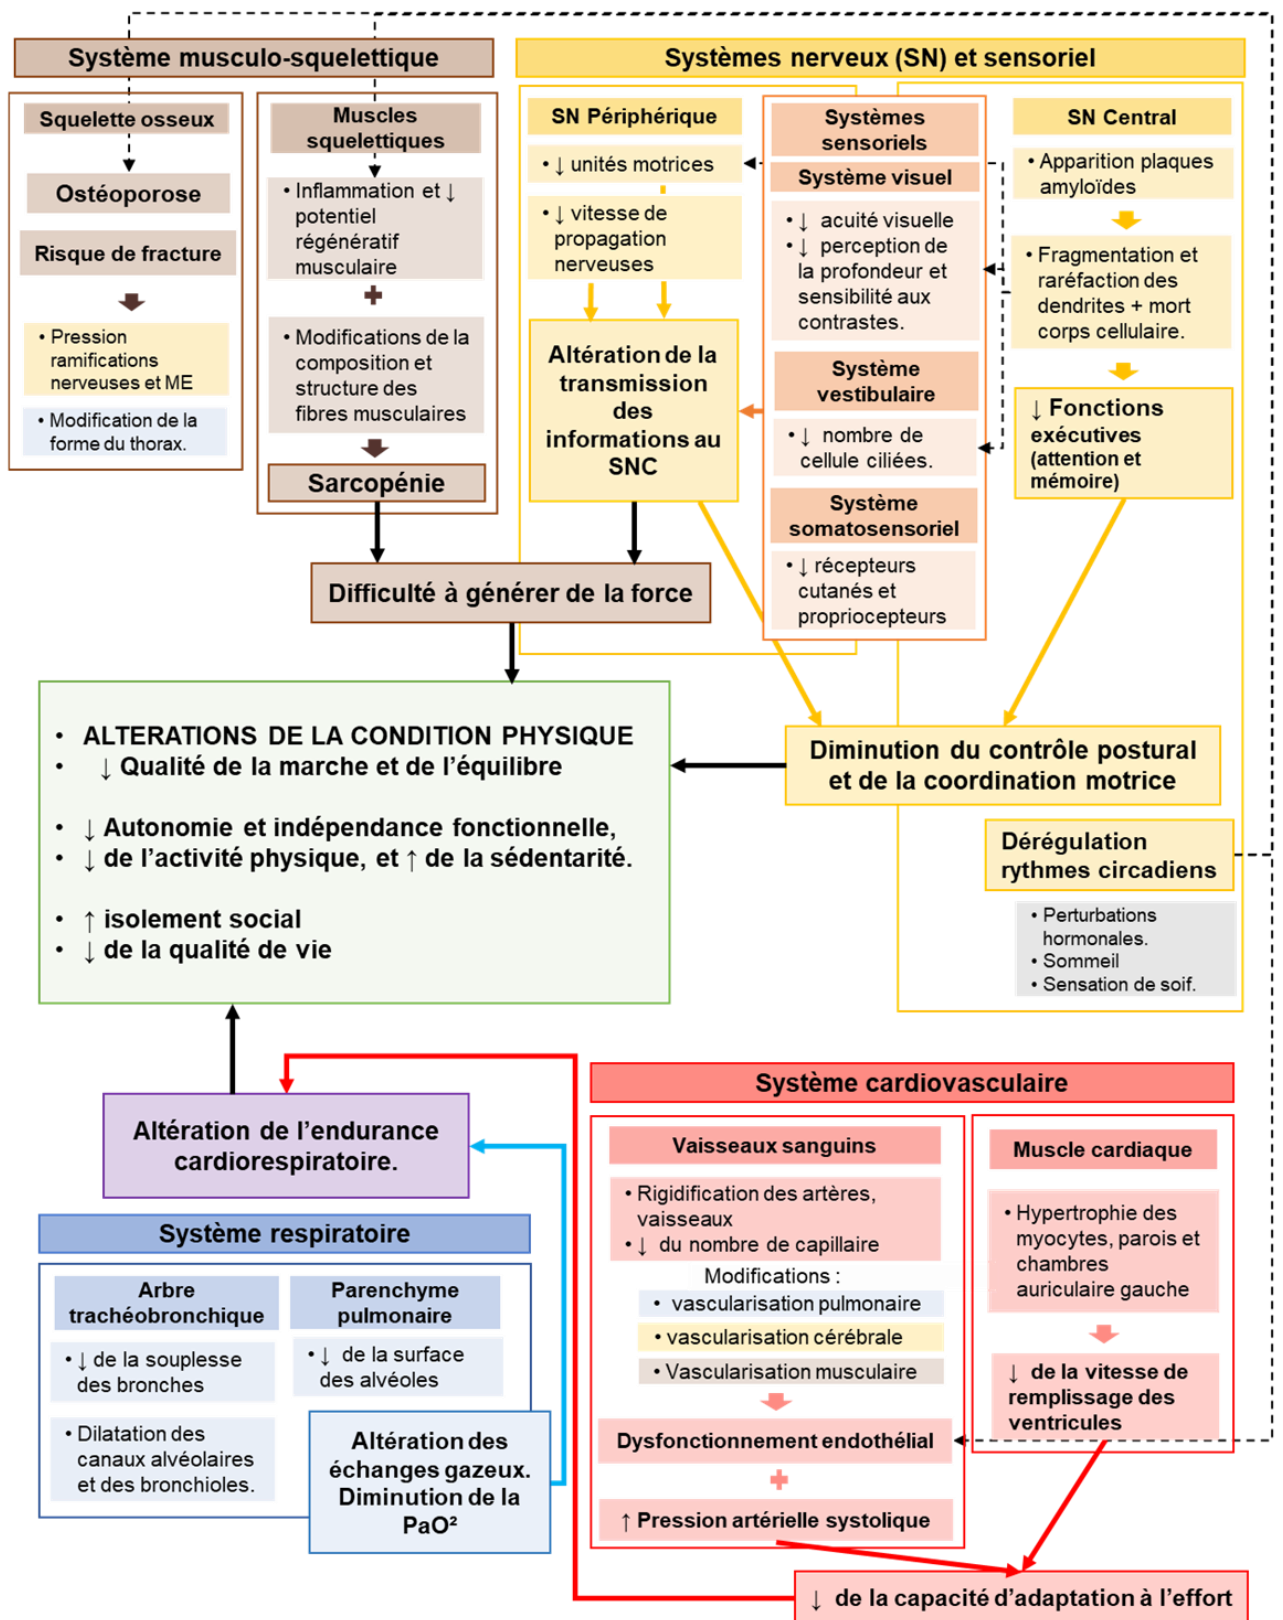 Système musculo-squelettique
Squelette osseux
Ostéoporose
Risque de fracture
• Pression
ramifications
nerveuses et ME
• Modification de la
forme du thorax.
Muscles
squelettiques
• Inflammation et ↓
potentiel
régénératif
musculaire
+
• Modifications de la
composition et
structure des
fibres musculaires
Sarcopénie
Systèmes nerveux (SN) et sensoriel
SN Périphérique
• ↓ unités motrices
• ↓ vitesse de
propagation
nerveuses
Altération de la
transmission
des
informations au
SNC
Systèmes
sensoriels
Système visuel
• ↓ acuité visuelle
• ↓ perception de
la profondeur et
sensibilité aux
contrastes.
Système
vestibulaire
• ↓ nombre de
cellule ciliées.
Système
somatosensoriel
• ↓ récepteurs
cutanés et
propriocepteurs
SN Central
• Apparition plaques
amyloïdes
• Fragmentation et
raréfaction des
dendrites + mort
corps cellulaire.
↓ Fonctions
exécutives
(attention et
mémoire)
Difficulté à générer de la force
• ALTERATIONS DE LA CONDITION PHYSIQUE
• ↓ Qualité de la marche et de l’équilibre
• ↓ Autonomie et indépendance fonctionnelle,
• ↓ de l’activité physique, et ↑ de la sédentarité.
• ↑ isolement social
• ↓ de la qualité de vie
Diminution du contrôle postural
et de la coordination motrice
Dérégulation
rythmes circadiens
• Perturbations
hormonales.
• Sommeil
• Sensation de soif.
Altération de l’endurance
cardiorespiratoire.
Système respiratoire
Arbre
trachéobronchique
• ↓ de la souplesse
des bronches
• Dilatation des
canaux alvéolaires
et des bronchioles.
Parenchyme
pulmonaire
• ↓ de la surface
des alvéoles
Altération des
échanges gazeux.
Diminution de la
PaO²
Système cardiovasculaire
Vaisseaux sanguins
• Rigidification des artères,
vaisseaux
• ↓ du nombre de capillaire
Modifications :
• vascularisation pulmonaire
• vascularisation cérébrale
• Vascularisation musculaire
Dysfonctionnement endothélial
+
↑ Pression artérielle systolique
Muscle cardiaque
• Hypertrophie des
myocytes, parois et
chambres
auriculaire gauche
↓ de la vitesse de
remplissage des
ventricules
↓ de la capacité d’adaptation à l’effort